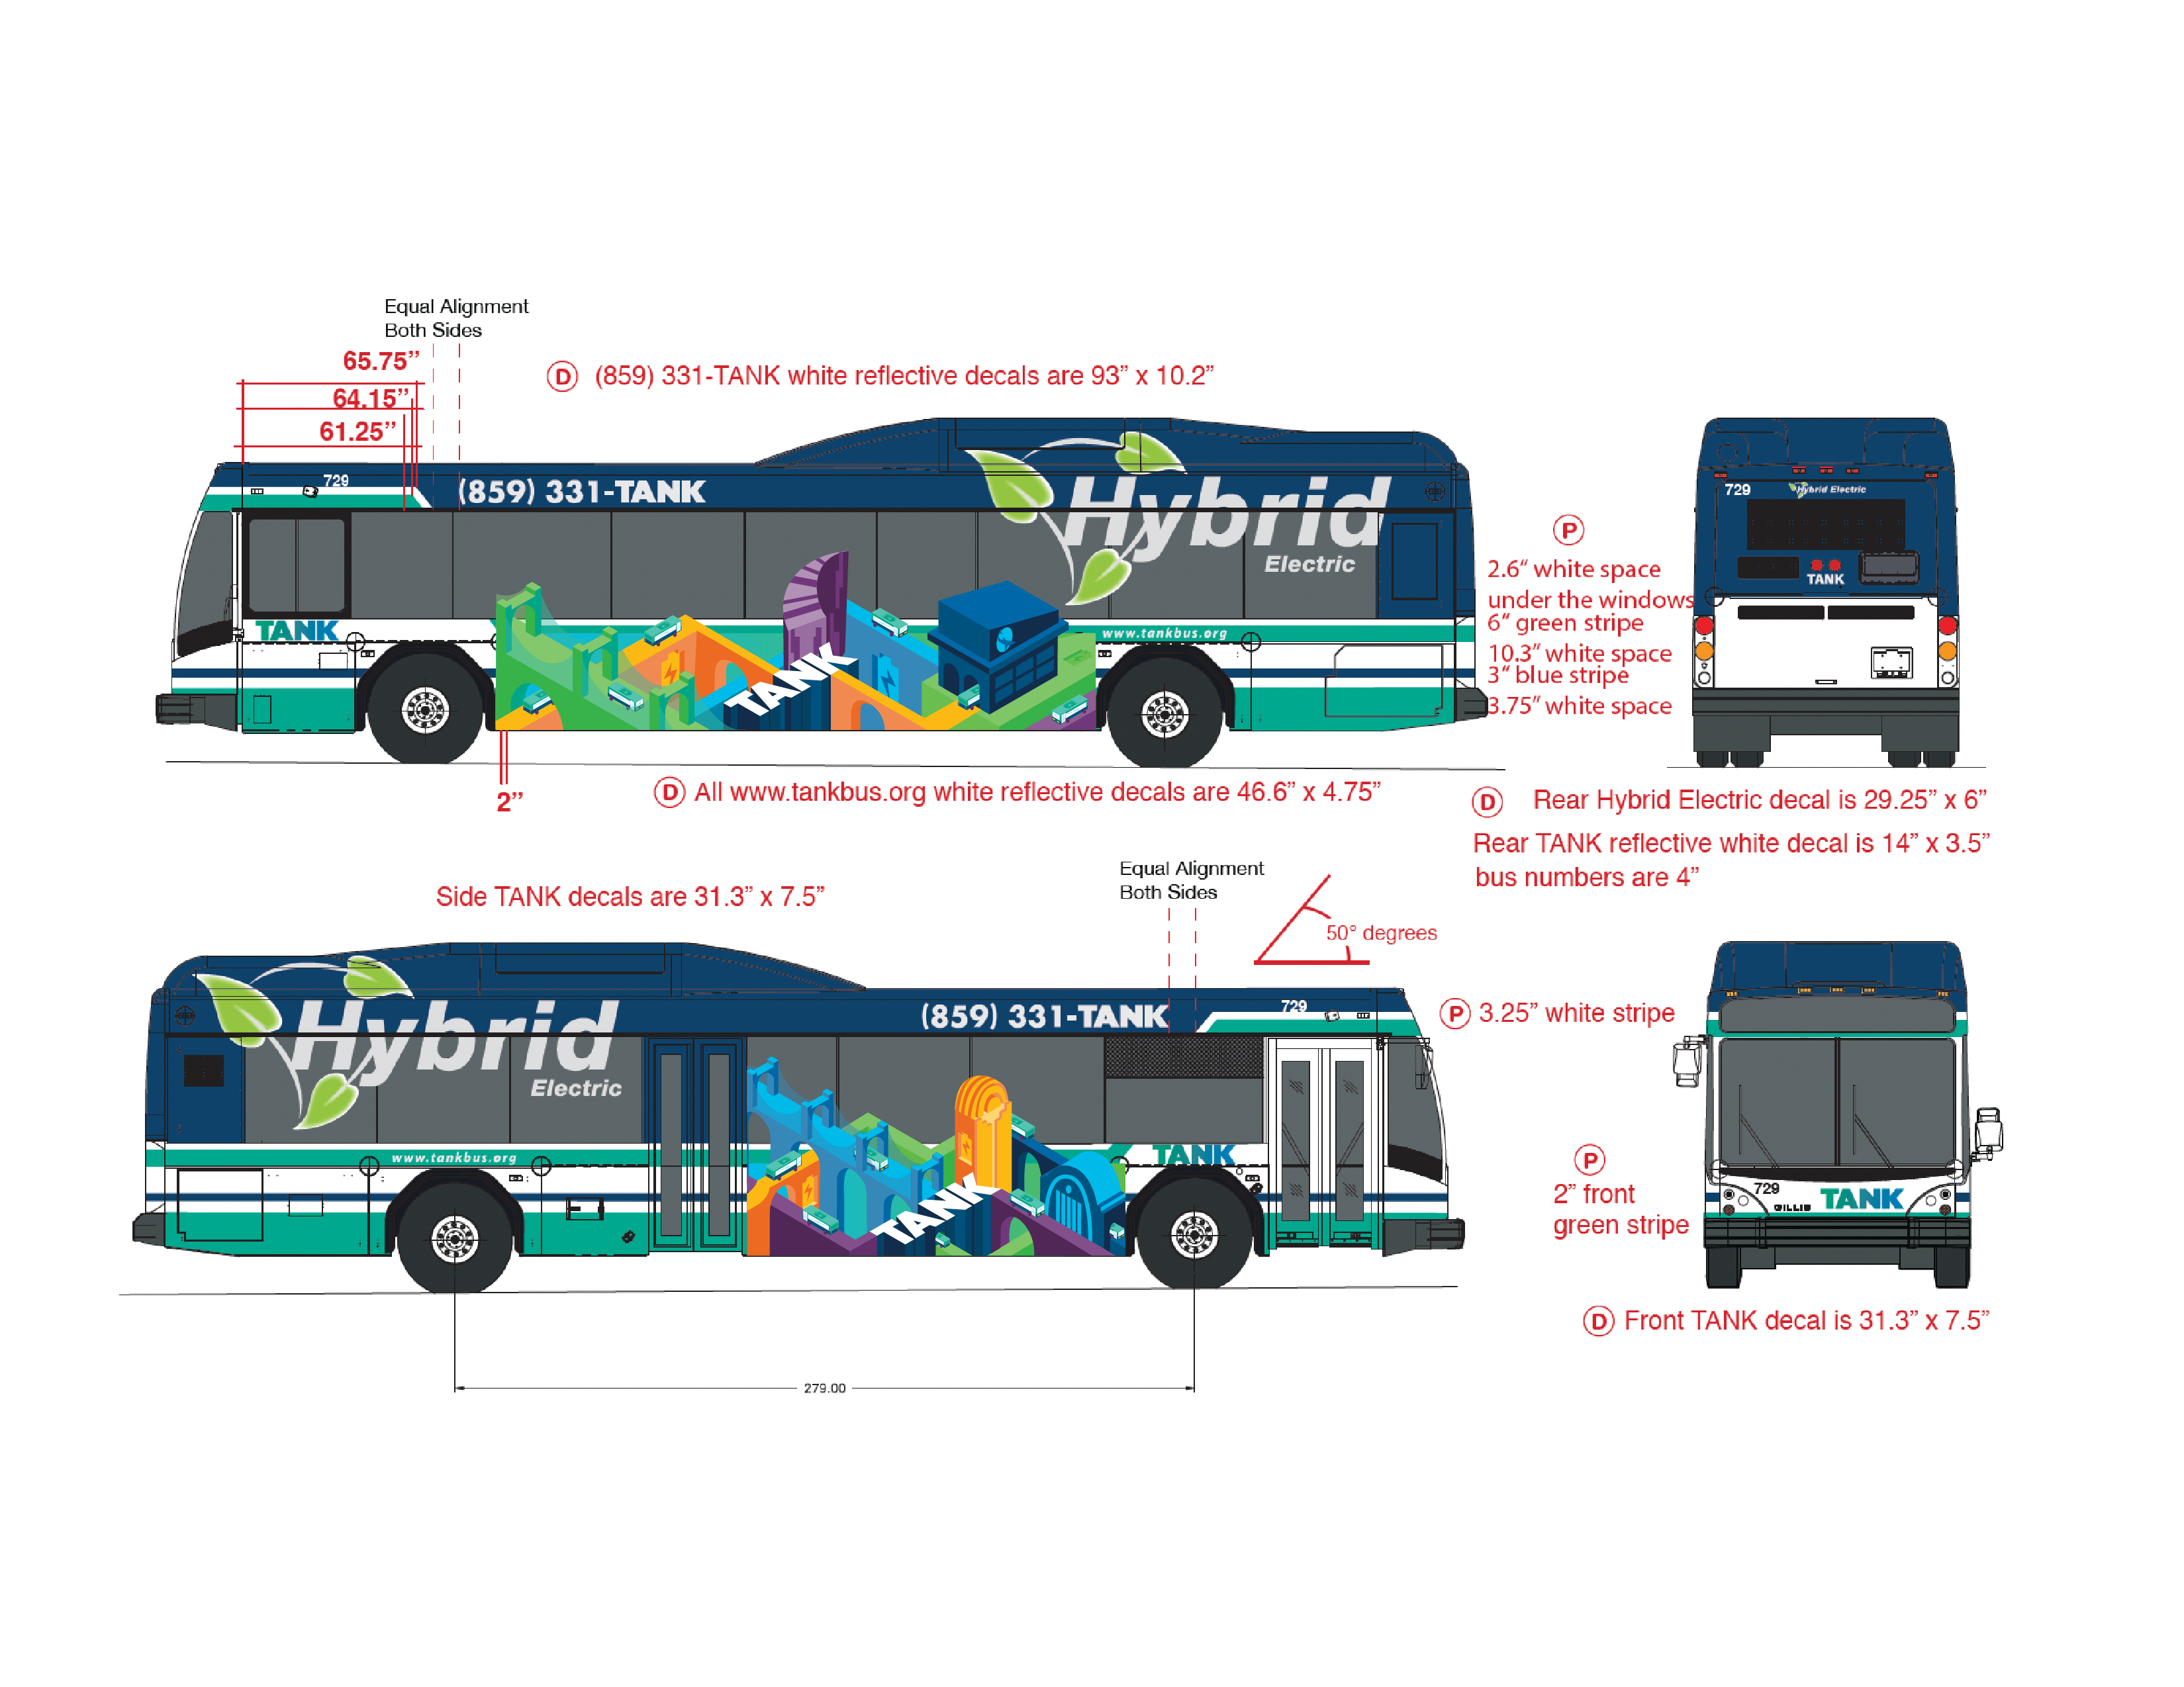 Equal Alignment
Both Sides
65.75”
64.15”
61.25”
D (859) 331-TANK white reflective decals are 93” x 10.2”
729
(859) 331-TANK
Hybrid
Electric
TANK
TANK
www.tankbus.org
2”
D All www.tankbus.org white reflective decals are 46.6” x 4.75”
P
2.6“ white space
under the windows
6“ green stripe
10.3“ white space
3“ blue stripe
3.75” white space
729
Hybrid Electric
TANK
D Rear Hybrid Electric decal is 29.25” x 6”
Rear TANK reflective white decal is 14” x 3.5”
bus numbers are 4”
Side TANK decals are 31.3” x 7.5”
Equal Alignment
Both Sides
50° degrees
Hybrid
Electric
(859) 331-TANK
729
www.tankbus.org
TANK
TANK
279.00
P 3.25” white stripe
P
2” front
green stripe
729
GILLIG
TANK
D Front TANK decal is 31.3” x 7.5”